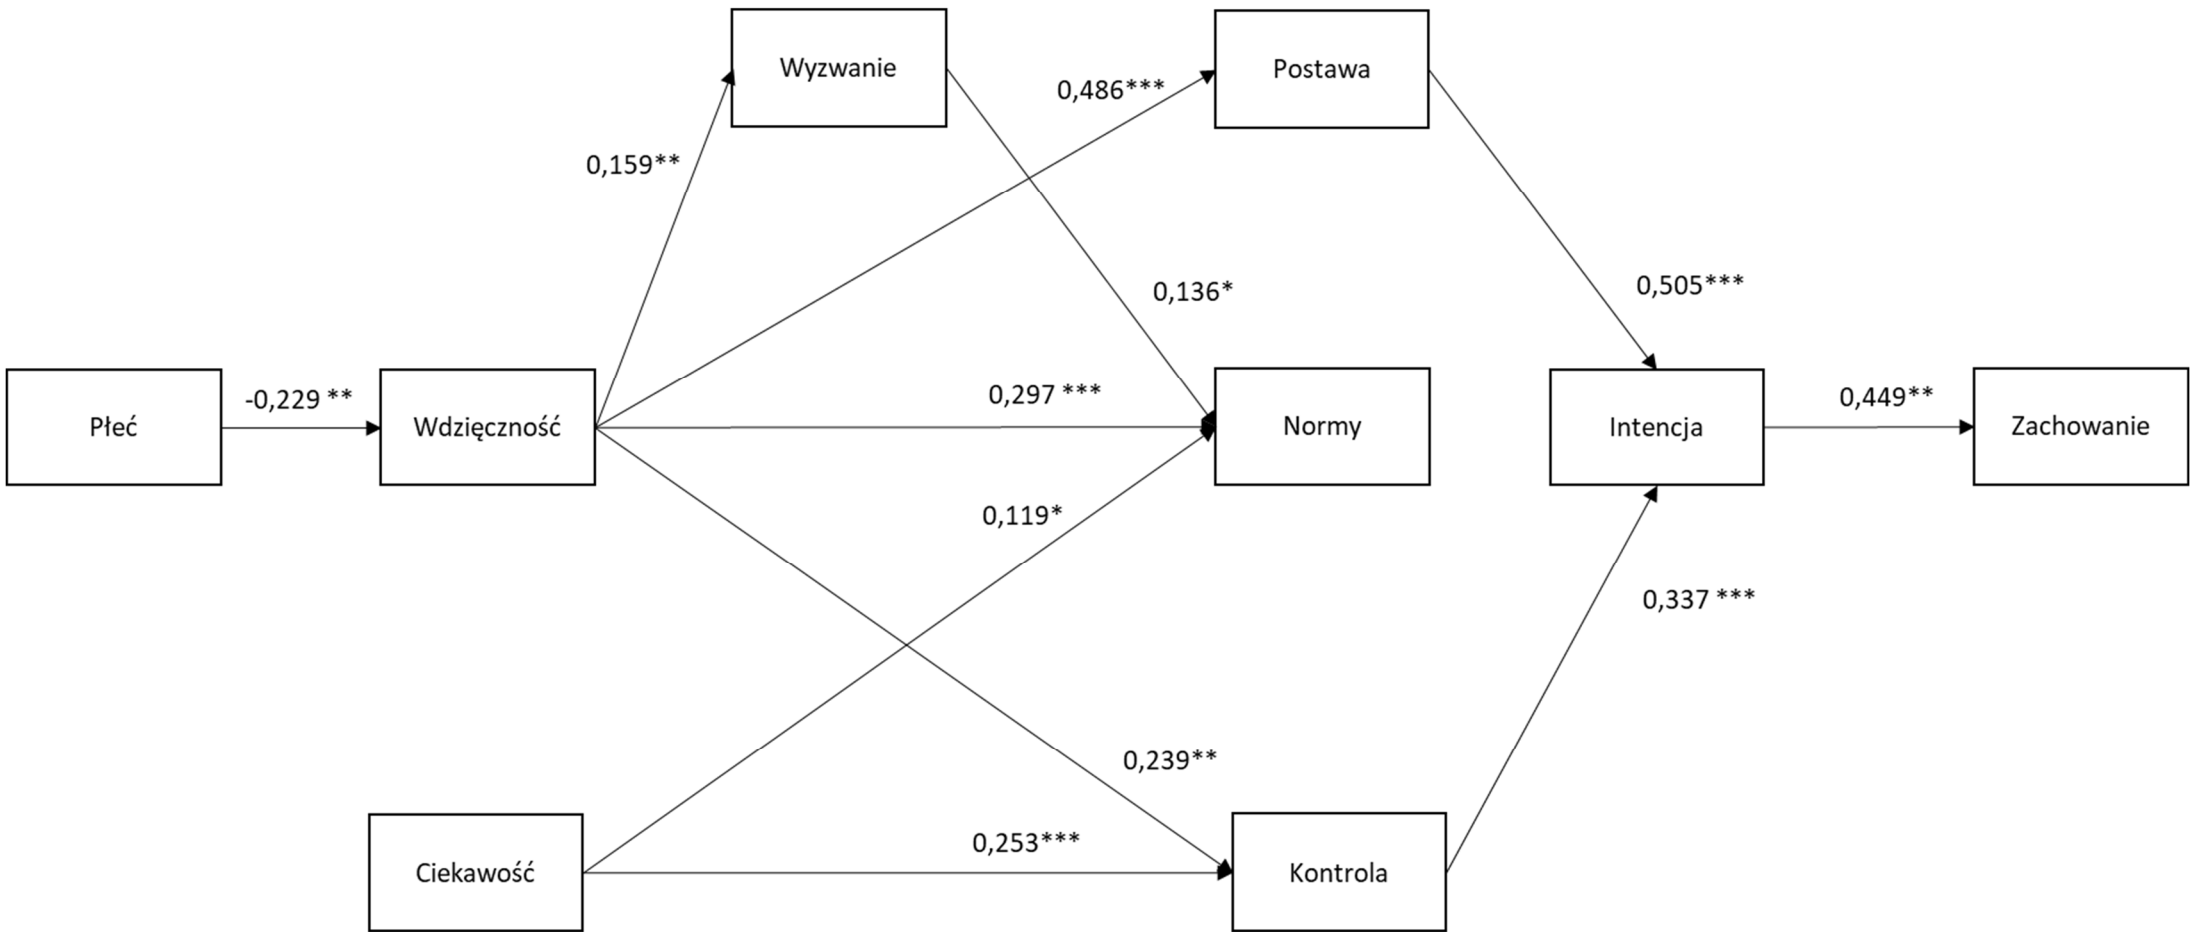 Wyzwanie
Postawa
0,486***
0,159**
0,136*
0,505***
Płeć
-0,229 **
Wdzięczność
0,297 ***
Normy
Intencja
0,449**
Zachowanie
0,119*
0,337 ***
0,239**
Ciekawość
0,253***
Kontrola